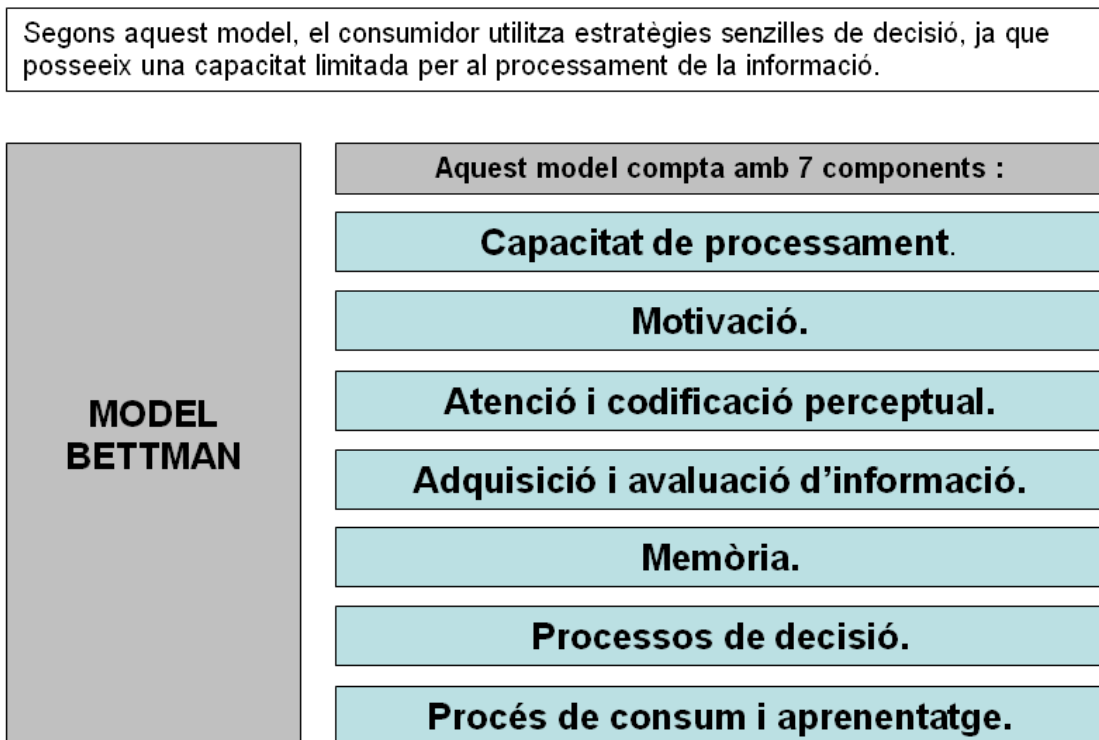 Segons aquest model, el consumidor utilitza estratègies senzilles de decisió, ja que
posseeix una capacitat limitada per al processament de la informació.
MODEL
BETTMAN
Aquest model compta amb 7 components :
Capacitat de processament.
Motivació.
Atenció i codificació perceptual.
Adquisició i avaluació d’informació.
Memòria.
Processos de decisió.
Procés de consum i aprenentatge.